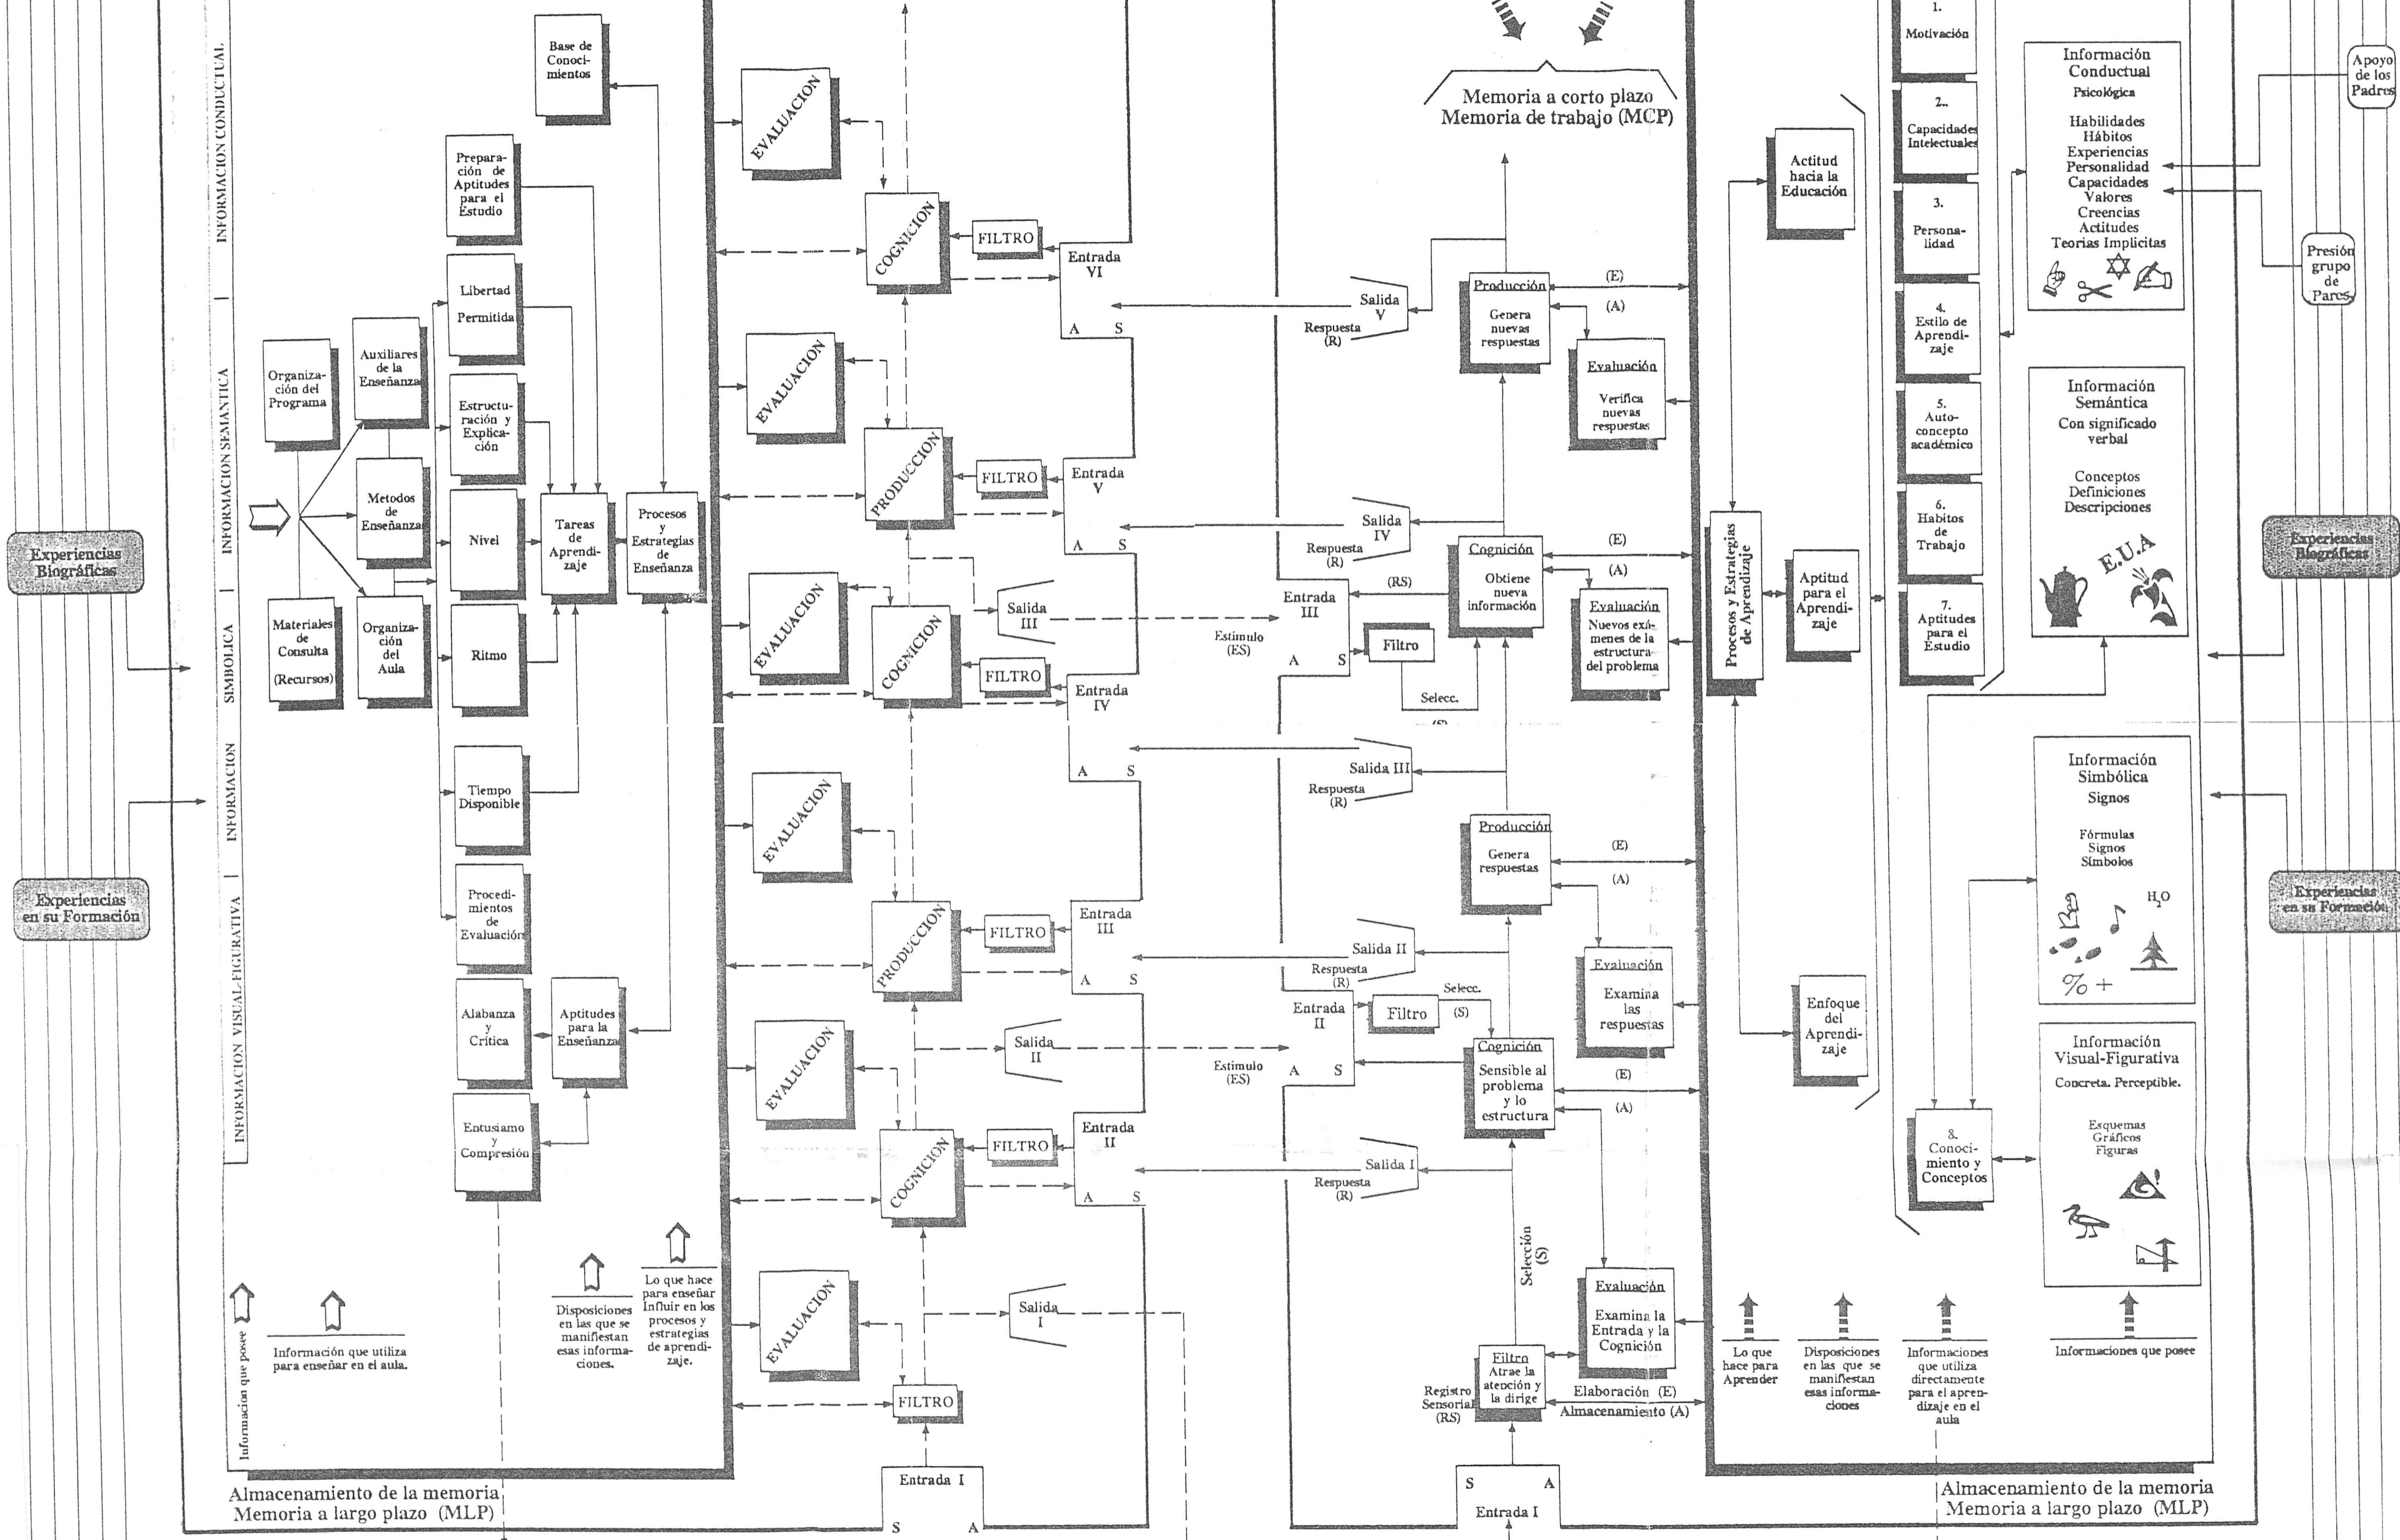 INFORMACION CONDUCTUAL
INFORMACION SEMANTICA
SIMBOLICA
INFORMACION
INFORMACION VISUAL-FIGURATIVA
Informacion que posee
Experiencias
Biográficas
Experiencias
en su Formación
Base de
Conoci-
mientos
Prepara-
ción de
Aptitudes
para el
Estudio
Libertad
Permitida
Auxiliares
de la
Enseñanza
Organiza-
ción del
Programa
Estructu-
ración y
Explica-
ción
Metodos
de
Enseñanza
Nivel
Tareas
de
Aprendi-
zaje
Procesos
y
Estrategias
de
Enseñanza
Materiales
de
Consulta
(Recursos)
Organiza-
ción
del
Aula
Ritmo
Tiempo
Disponible
Procedi-
mientos
de
Evaluación
Alabanza
y
Crítica
Aptitudes
para la
Enseñanza
Entusiamo
y
Compresión
Información que utiliza
para enseñar en el aula.
Disposiciones
en las que se
manifiestan
esas informa-
ciones.
Lo que hace
para enseñar
Influir en los
procesos y
estrategias
de aprendi-
zaje.
Almacenamiento de la memoria
Memoria a largo plazo (MLP)
EVALUACION
COGNICION
FILTRO
Entrada
VI
A S
EVALUACION
PRODUCCION
FILTRO
Entrada
V
A S
EVALUACION
COGNICION
Salida
III
FILTRO
Entrada
IV
A S
EVALUACION
PRODUCCION
FILTRO
Entrada
III
A S
EVALUACION
Salida
II
COGNICION
FILTRO
Entrada
II
A S
EVALUACION
Salida
I
FILTRO
Entrada I
S A
Memoria a corto plazo
Memoria de trabajo (MCP)
Salida
V
Respuesta
(R)
Producción
Genera
nuevas
respuestas
(E)
(A)
Evaluación
Verifica
nuevas
respuestas
Salida
IV
Respuesta
(R)
Cognición
Obtiene
nueva
información
(E)
(A)
(RS)
Entrada
III
A S
Estimulo
(ES)
Filtro
Selecc.
Evaluación
Nuevos exá-
menes de la
estructura
del problema
Salida III
Respuesta
(R)
Producción
Genera
respuestas
(E)
(A)
Salida II
Respuesta
(R)
Evaluación
Examina
las
respuestas
Entrada
II
A S
Estimulo
(ES)
Filtro
Selecc.
(S)
Cognición
Sensible al
problema
y lo
estructura
(E)
(A)
Salida I
Respuesta
(R)
Selección
(S)
Evaluación
Examina la
Entrada y la
Cognición
Filtro
Atrae la
atención y
la dirige
Registro
Sensorial
(RS)
Elaboración (E)
Almacenamiento (A)
S A
Entrada I
Actitud
hacia la
Educación
Procesos y Estrategias
de Aprendizaje
Aptitud
para el
Aprendi-
zaje
Enfoque
del
Aprendi-
zaje
1.
Motivación
2..
Capacidades
Intelectuales
3.
Persona-
lidad
4.
Estilo de
Aprendi-
zaje
5.
Auto-
concepto
académico
6.
Habitos
de
Trabajo
7.
Aptitudes
para el
Estudio
8.
Conoci-
miento y
Conceptos
Información
Conductual
Psicológica
Habilidades
Hábitos
Experiencias
Personalidad
Capacidades
Valores
Creencias
Actitudes
Teorias Implicitas
Información
Semántica
Con significado
verbal
Conceptos
Definiciones
Descripciones
E.U.A
Información
Simbólica
Signos
Fórmulas
Signos
Símbolos
H2O
% +
Información
Visual-Figurativa
Concreta. Perceptible.
Esquemas
Gráficos
Figuras
Lo que
hace para
Aprender
Disposiciones
en las que se
manifiestan
esas informa-
ciones
Informaciones
que utiliza
directamente
para el apren-
dizaje en el
aula
Informaciones que posee
Almacenamiento de la memoria
Memoria a largo plazo (MLP)
Apoyo
de los
Padres
Presión
grupo
de
Pares
Experiencias
Biográficas
Experiencias
en su Formación